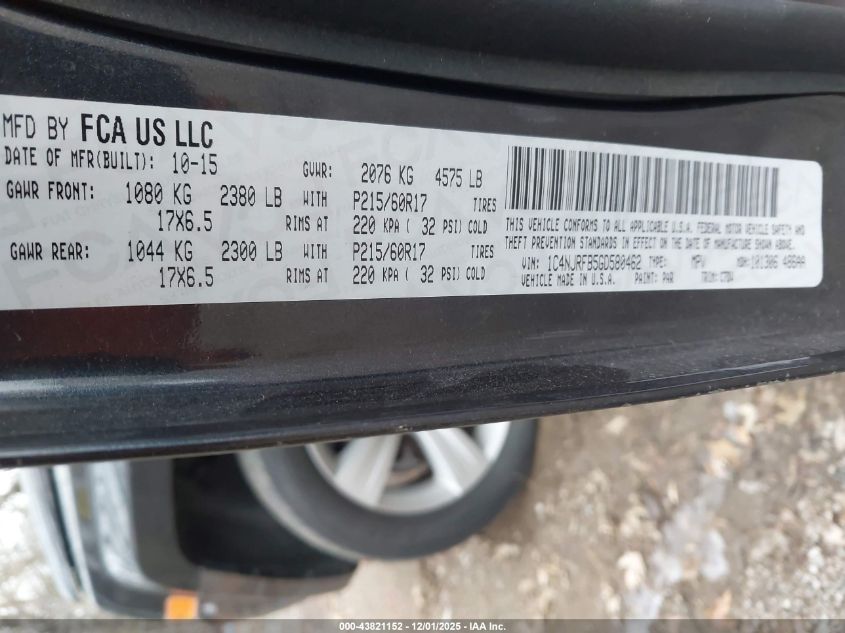 MFD BY FCA US LLC
DATE OF MFR(BUILT): 10-15 GVWR: 2076 KG 4575 LB
GAWR FRONT: 1080 KG 2380 LB WITH P215/60R17 TIRES
17X6.5 RIMS AT 220 KPA ( 32 PSI) COLD
GAWR REAR: 1044 KG 2300 LB WITH P215/60R17 TIRES
17X6.5 RIMS AT 220 KPA ( 32 PSI) COLD
THIS VEHICLE CONFORMS TO ALL APPLICABLE U.S.A. FEDERAL MOTOR VEHICLE SAFETY AND
THEFT PREVENTION STANDARDS IN EFFECT ON THE DATE OF MANUFACTURE SHOWN ABOVE.
VIN: 1C4NJRFB5GD580462 TYPE: MPV MDH: 101306 486AA
VEHICLE MADE IN U.S.A. PAINT: PAR TRIM:
000-43821152 - 12/01/2025 - IAA Inc.